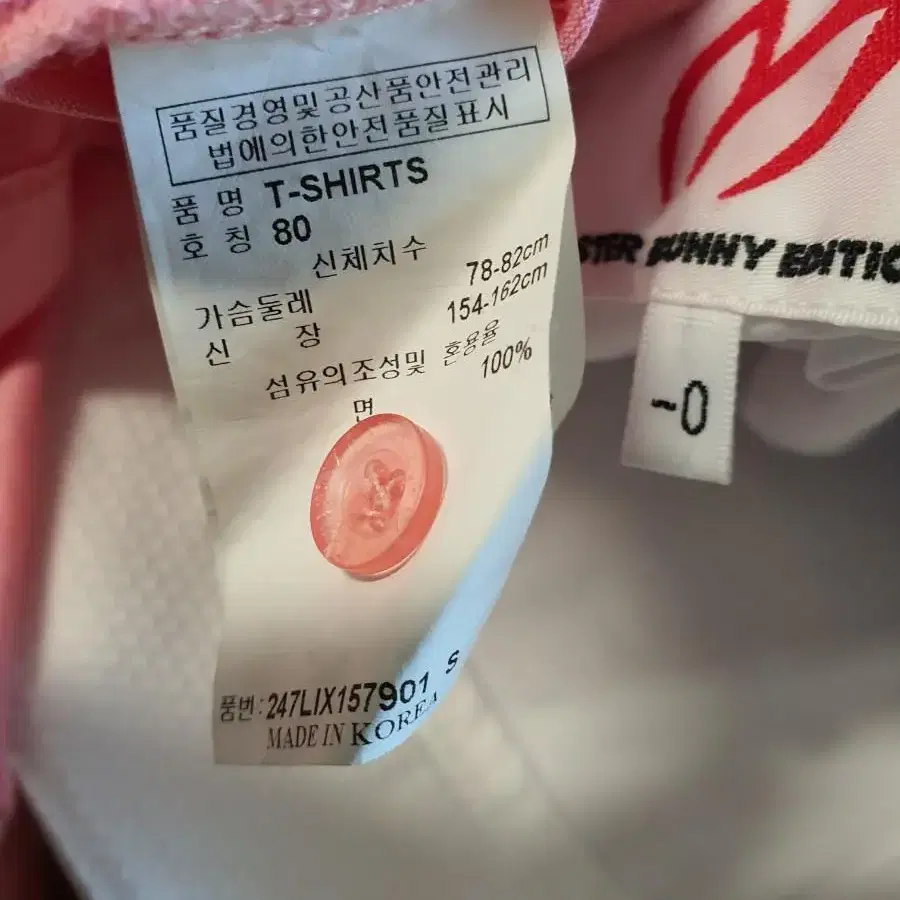 품질경영및공산품안전관리
법에의한안전품질표시
품 명 T-SHIRTS
호 칭 80
신체치수
가슴둘레 78-82cm
신 장 154-162cm
섬유의조성및 혼용율
면 100%
품번:247LIX157901 S
MADE IN KOREA
STER BUNNY EDITIO
~0